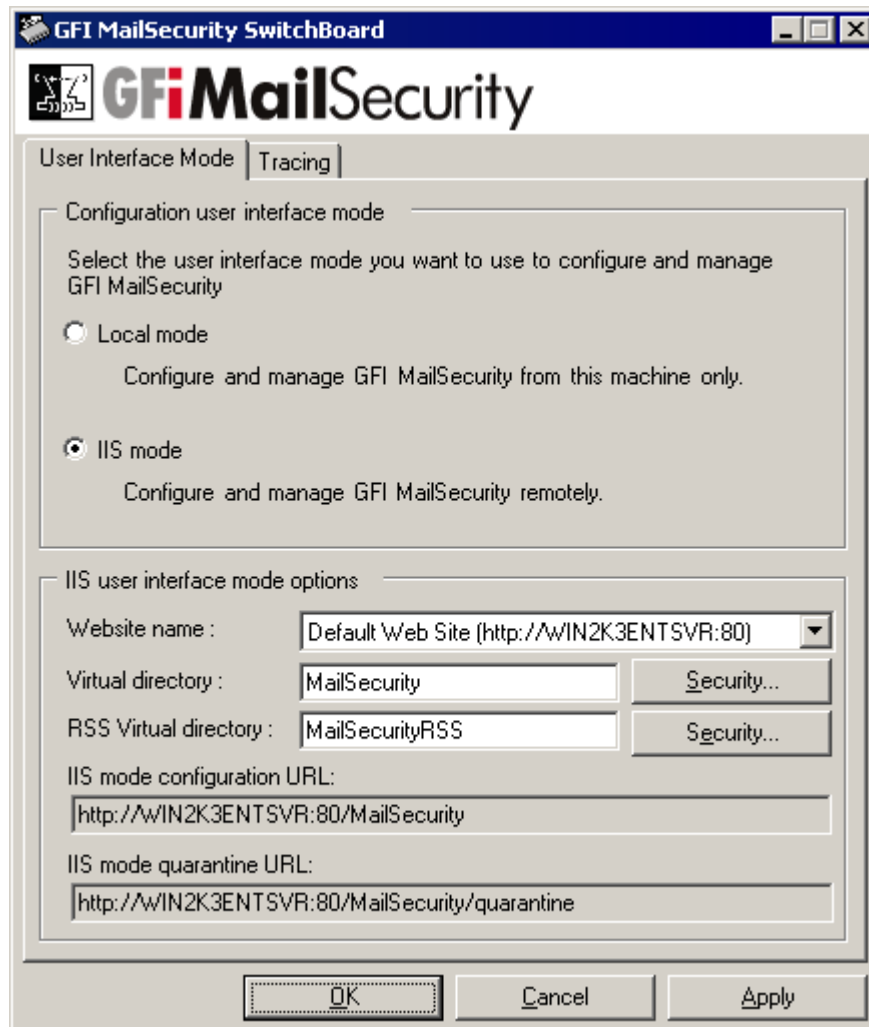 GFI MailSecurity SwitchBoard
GFiMailSecurity
User Interface Mode
Tracing
Configuration user interface mode
Select the user interface mode you want to use to configure and manage
GFI MailSecurity
Local mode
Configure and manage GFI MailSecurity from this machine only.
IIS mode
Configure and manage GFI MailSecurity remotely.
IIS user interface mode options
Website name :
Default Web Site (http://WIN2K3ENTSVR:80)
Virtual directory :
MailSecurity
Security...
RSS Virtual directory :
MailSecurityRSS
Security...
IIS mode configuration URL:
http://WIN2K3ENTSVR:80/MailSecurity
IIS mode quarantine URL:
http://WIN2K3ENTSVR:80/MailSecurity/quarantine
OK
Cancel
Apply